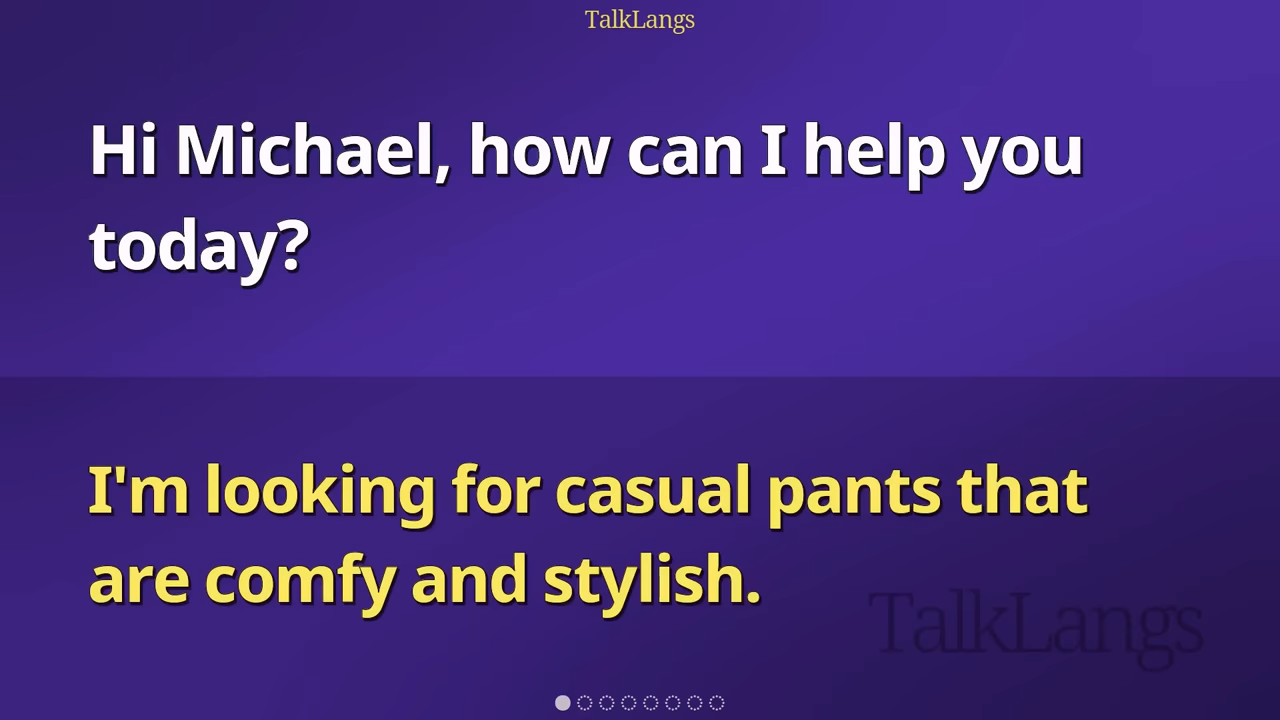 TalkLangs
Hi Michael, how can I help you
today?
I'm looking for casual pants that
are comfy and stylish.
TalkLangs